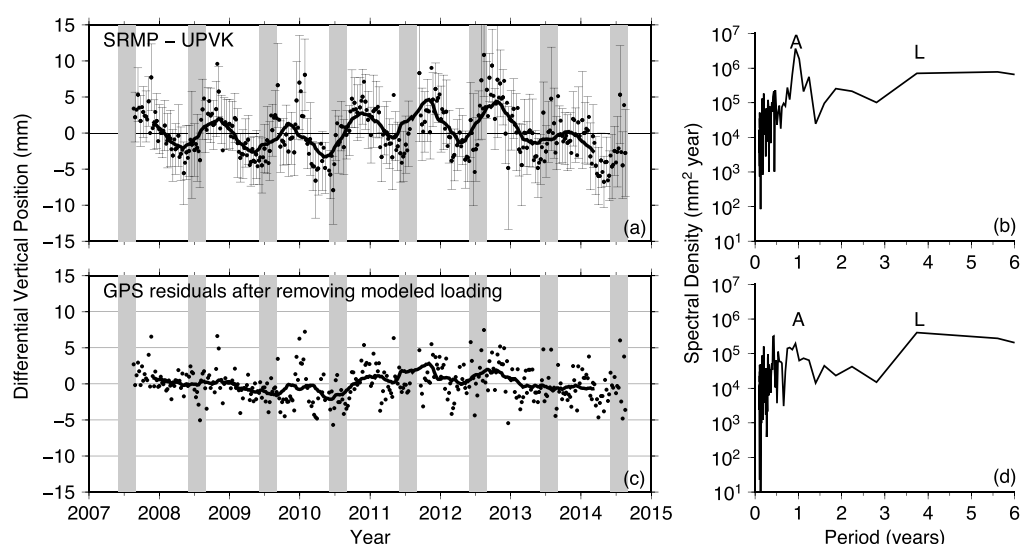 SRMP – UPVK
15
10
5
0
−5
−10
−15
(a)
Differential Vertical Position (mm)
GPS residuals after removing modeled loading
15
10
5
0
−5
−10
−15
(c)
2007 2008 2009 2010 2011 2012 2013 2014 2015
Year
10⁷
10⁶
10⁵
10⁴
10³
10²
10¹
A
L
(b)
0 1 2 3 4 5 6
Spectral Density (mm² year)
10⁷
10⁶
10⁵
10⁴
10³
10²
10¹
A
L
(d)
0 1 2 3 4 5 6
Period (years)